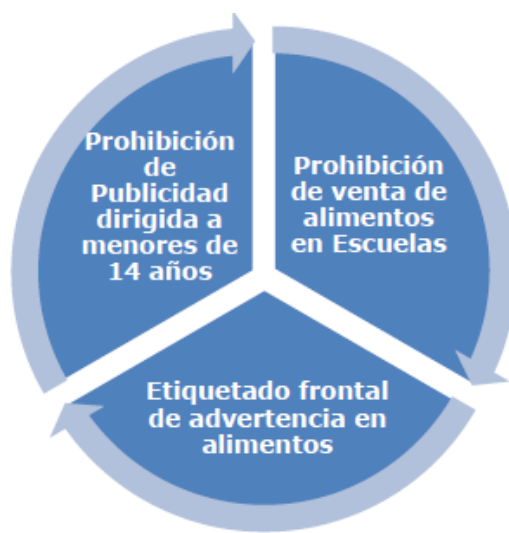 Prohibición
de
Publicidad
dirigida a
menores de
14 años
Prohibición
de venta de
alimentos
en Escuelas
Etiquetado frontal
de advertencia en
alimentos